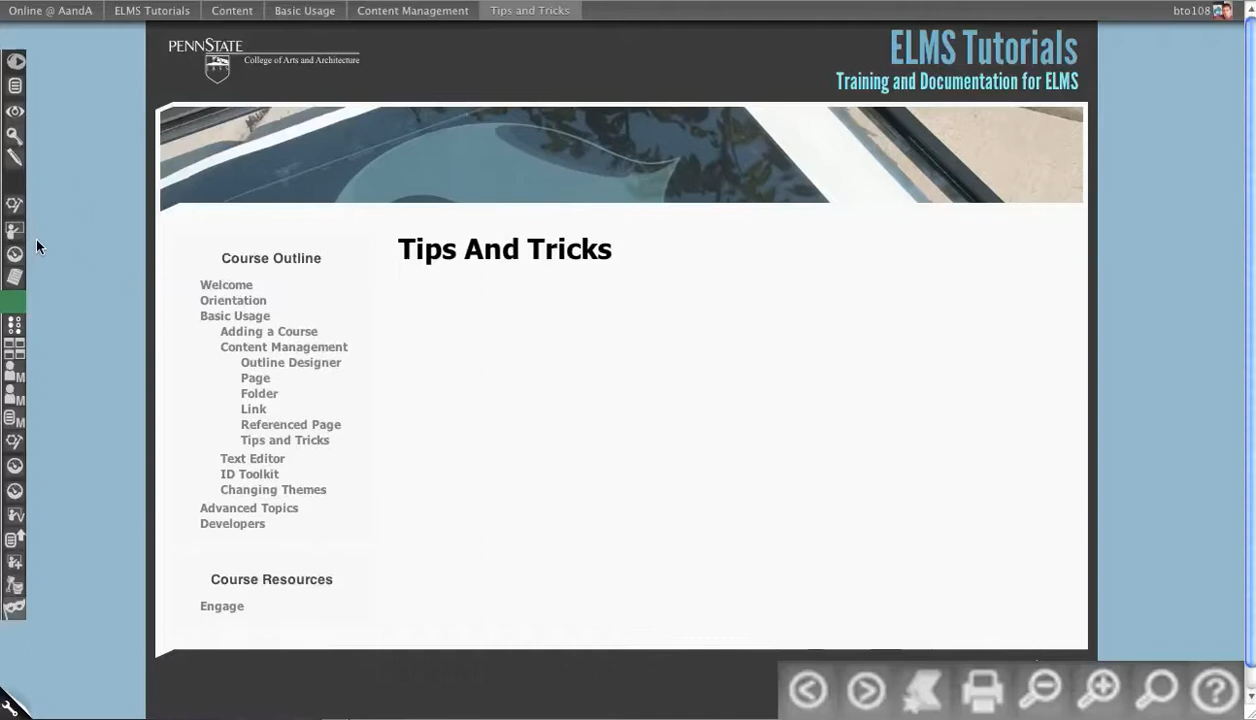 Online @ AandA ELMS Tutorials Content Basic Usage Content Management Tips and Tricks bto108
PENNSTATE
College of Arts and Architecture
ELMS Tutorials
Training and Documentation for ELMS
Tips And Tricks
Course Outline
Welcome
Orientation
Basic Usage
Adding a Course
Content Management
Outline Designer
Page
Folder
Link
Referenced Page
Tips and Tricks
Text Editor
ID Toolkit
Changing Themes
Advanced Topics
Developers
Course Resources
Engage